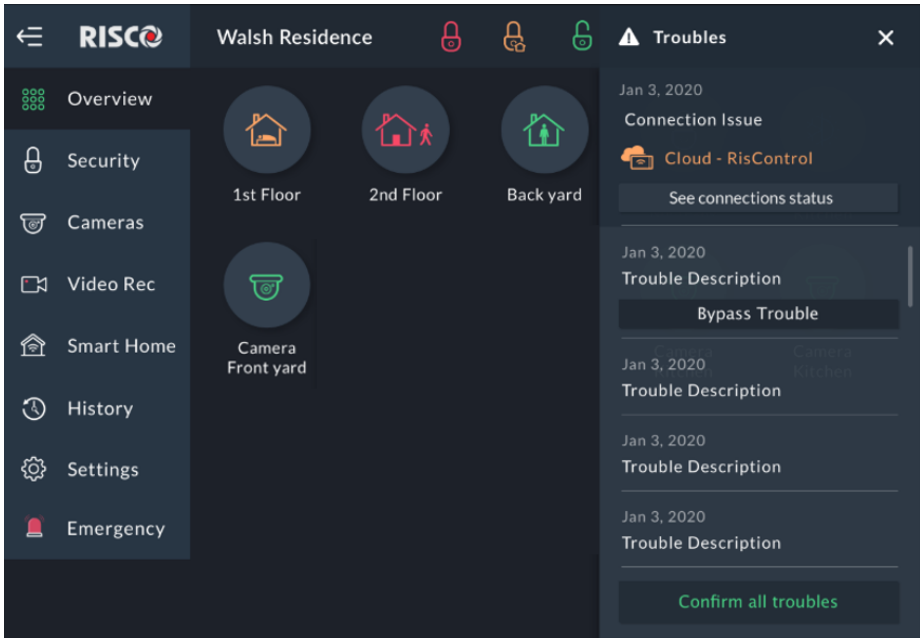 RISCO
Walsh Residence
Troubles
Overview
Security
Cameras
Video Rec
Smart Home
History
Settings
Emergency
1st Floor
2nd Floor
Back yard
Camera
Front yard
Jan 3, 2020
Connection Issue
Cloud - RisControl
See connections status
Jan 3, 2020
Trouble Description
Bypass Trouble
Camera
Kitchen
Jan 3, 2020
Trouble Description
Jan 3, 2020
Trouble Description
Jan 3, 2020
Trouble Description
Confirm all troubles